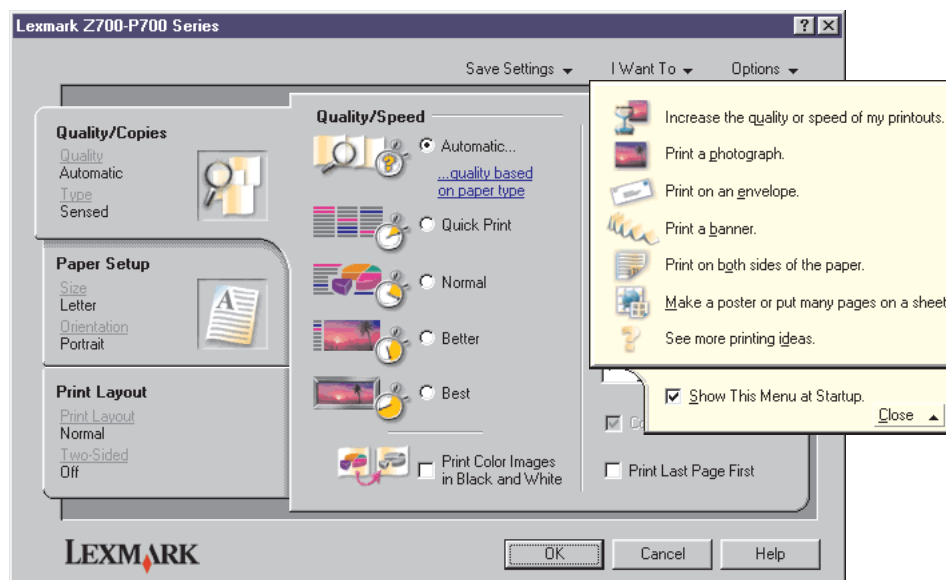 Lexmark Z700-P700 Series
Save Settings
I Want To
Options
Quality/Copies
Quality
Automatic
Type
Sensed
Paper Setup
Size
Letter
Orientation
Portrait
Print Layout
Print Layout
Normal
Two-Sided
Off
Quality/Speed
Automatic...
...quality based
on paper type
Quick Print
Normal
Better
Best
Print Color Images
in Black and White
Increase the quality or speed of my printouts.
Print a photograph.
Print on an envelope.
Print a banner.
Print on both sides of the paper.
Make a poster or put many pages on a sheet
See more printing ideas.
Show This Menu at Startup.
Close
Print Last Page First
LEXMARK
OK
Cancel
Help